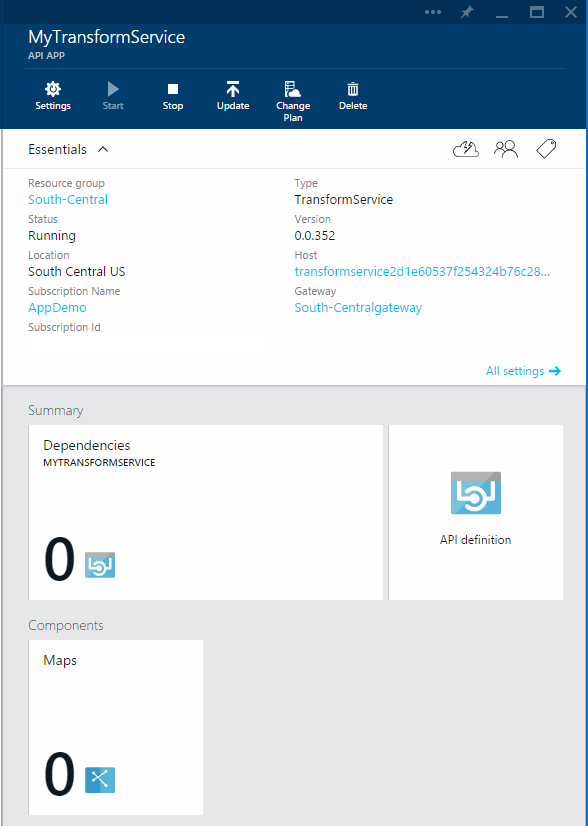 MyTransformService
API APP
Settings
Start
Stop
Update
Change
Plan
Delete
Essentials
Resource group
South-Central
Status
Running
Location
South Central US
Subscription Name
AppDemo
Subscription Id
Type
TransformService
Version
0.0.352
Host
transformservice2d1e60537f254324b76c28...
Gateway
South-Centralgateway
All settings
Summary
Dependencies
MYTRANSFORMSERVICE
0
API definition
Components
Maps
0